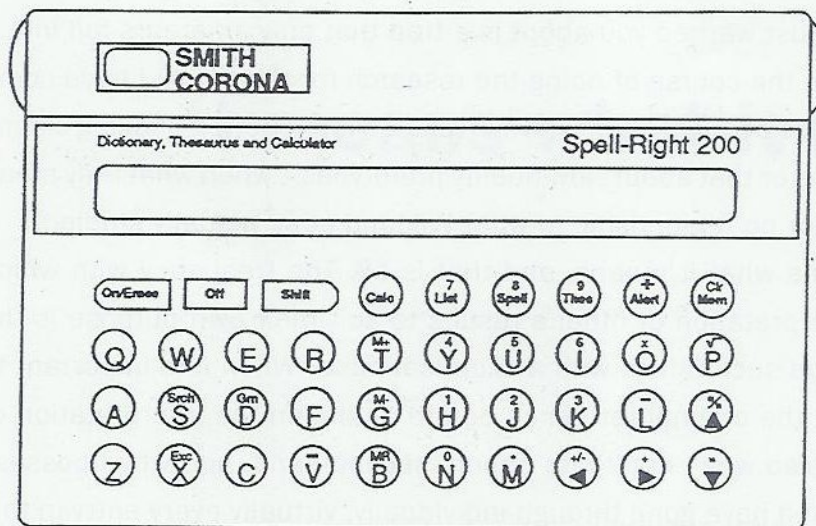 SMITH
CORONA
Dictionary, Thesaurus and Calculator Spell-Right 200
On/Erase Off Shift Calc 7 List 8 Spell 9 Thes ÷ Alert Clr Mem
Q W E R M+ T 4 Y 5 U 6 I x O √ P
A Srch S Gm D F M- G 1 H 2 J 3 K − L % ▲
Z Exc X C − V MR B 0 N • M +/- ◀ + ▶ ▼